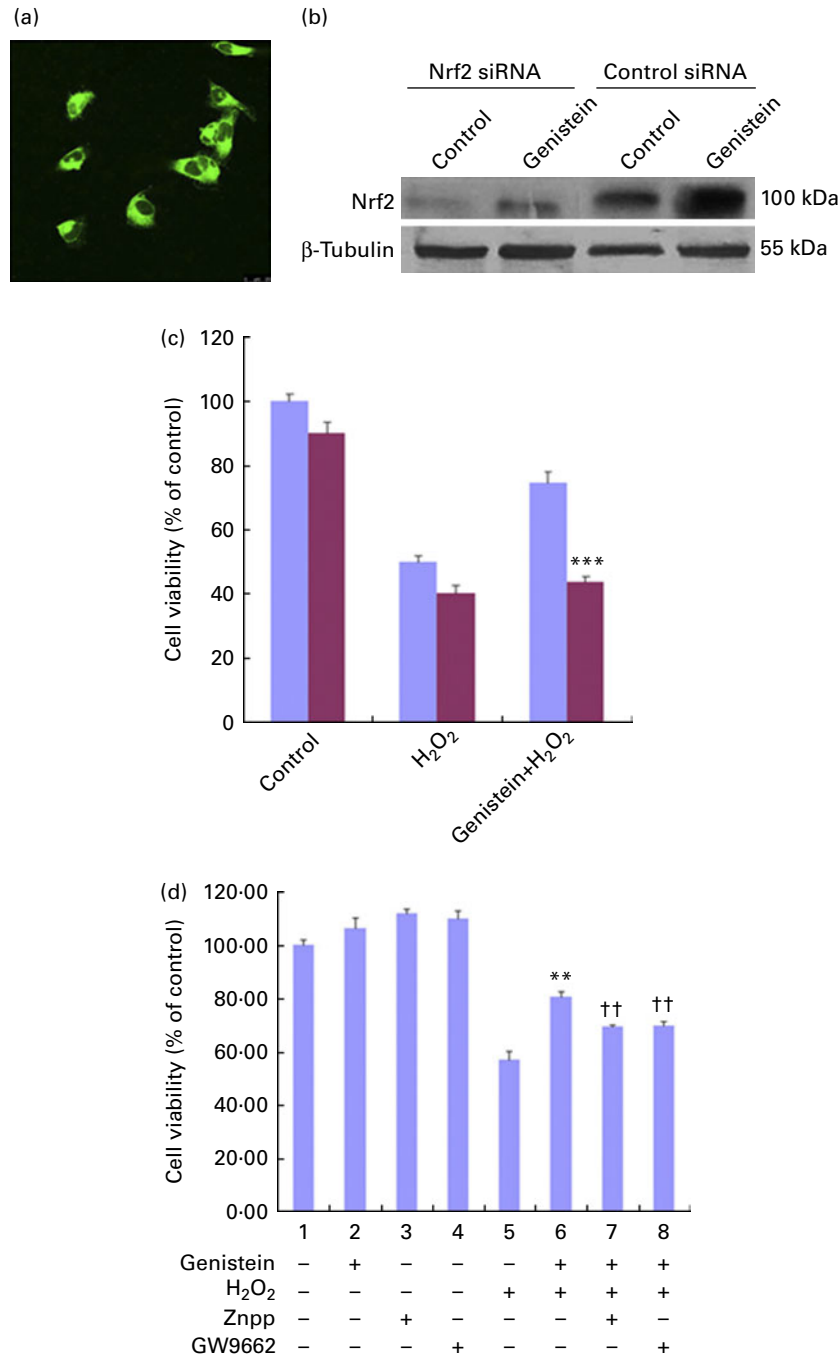 (a)
(b)
Nrf2 siRNA Control siRNA
Control Genistein Control Genistein
Nrf2 100 kDa
β-Tubulin 55 kDa
(c)
Cell viability (% of control)
120
100
80
60
40
20
0
***
Control H₂O₂ Genistein+H₂O₂
(d)
Cell viability (% of control)
120·00
100·00
80·00
60·00
40·00
20·00
0·00
** †† ††
1 2 3 4 5 6 7 8
Genistein – + – – – + + +
H₂O₂ – – – – + + + +
Znpp – – + – – – + –
GW9662 – – – + – – – +